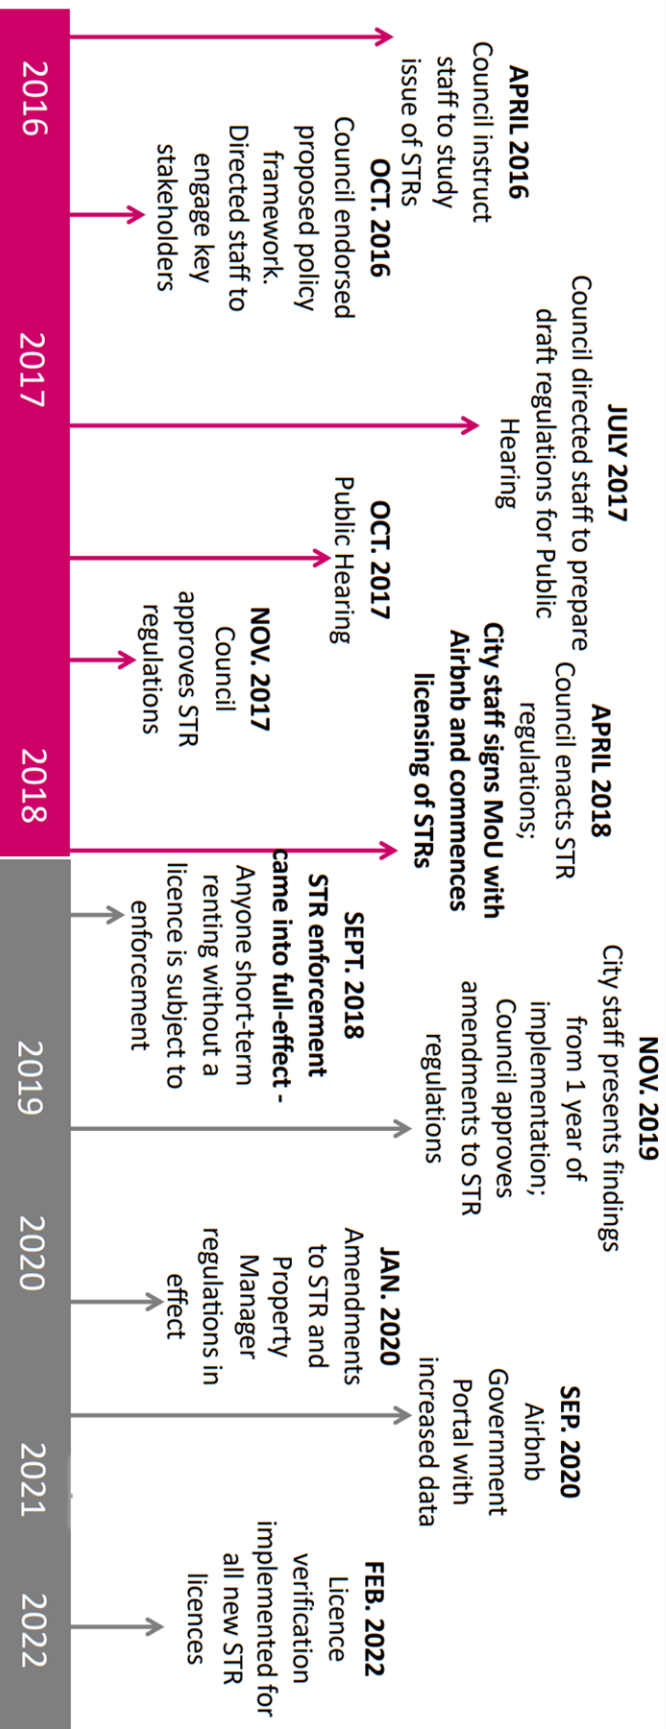 APRIL 2016
Council instruct
staff to study
issue of STRs
OCT. 2016
Council endorsed
proposed policy
framework.
Directed staff to
engage key
stakeholders
JULY 2017
Council directed staff to prepare
draft regulations for Public
Hearing
OCT. 2017
Public Hearing
NOV. 2017
Council
approves STR
regulations
APRIL 2018
Council enacts STR
regulations;
City staff signs MoU with
Airbnb and commences
licensing of STRs
SEPT. 2018
STR enforcement
came into full-effect -
Anyone short-term
renting without a
licence is subject to
enforcement
NOV. 2019
City staff presents findings
from 1 year of
implementation;
Council approves
amendments to STR
regulations
JAN. 2020
Amendments
to STR and
Property
Manager
regulations in
effect
SEP. 2020
Airbnb
Government
Portal with
increased data
FEB. 2022
Licence
verification
implemented for
all new STR
licences
2016
2017
2018
2019
2020
2021
2022